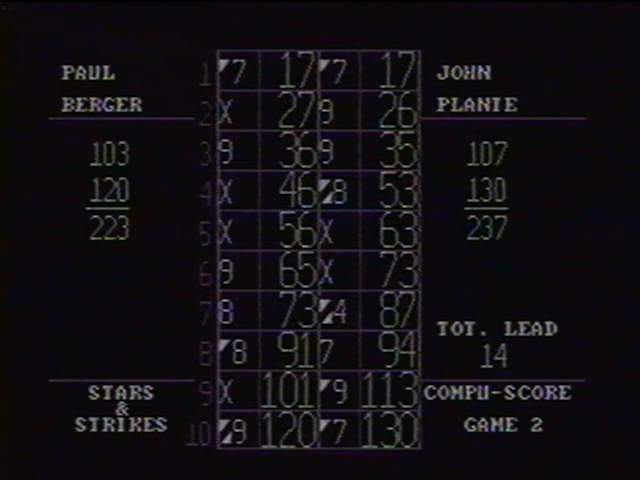 PAUL
BERGER
103
120
223
1 7 17 7 17
2 X 27 9 26
3 9 36 9 35
4 X 46 8 53
5 X 56 X 63
6 9 65 X 73
7 8 73 4 87
8 8 91 7 94
9 X 101 9 113
10 9 120 7 130
JOHN
PLANTE
107
130
237
TOT. LEAD
14
STARS
&
STRIKES
COMPU-SCORE
GAME 2